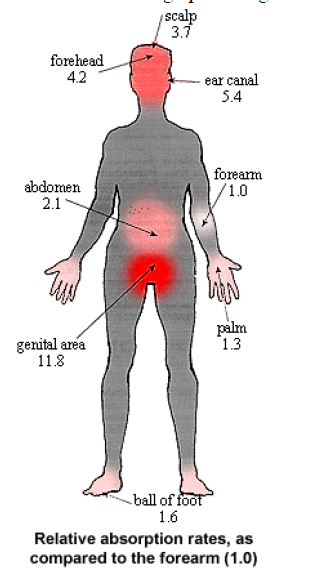 scalp
3.7
forehead
4.2
ear canal
5.4
forearm
1.0
abdomen
2.1
palm
1.3
genital area
11.8
ball of foot
1.6
Relative absorption rates, as
compared to the forearm (1.0)